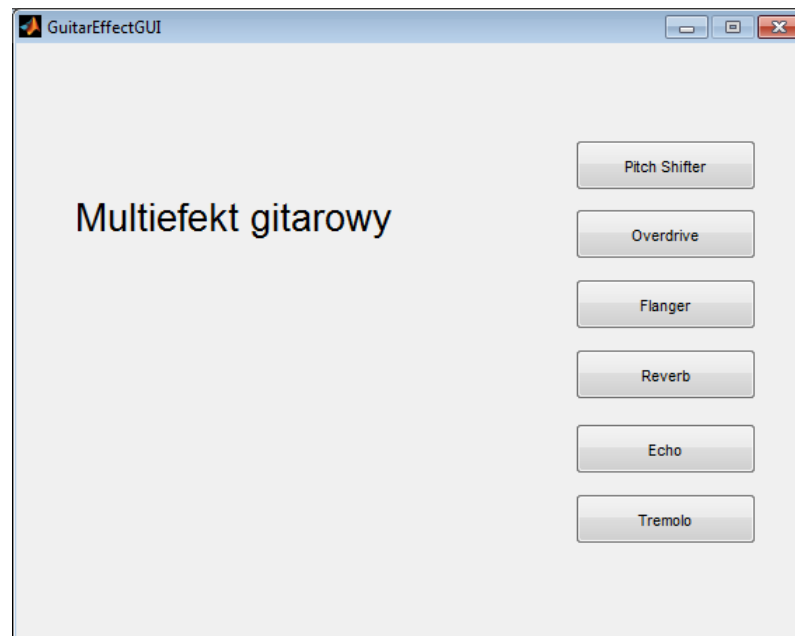 GuitarEffectGUI
Multiefekt gitarowy
Pitch Shifter
Overdrive
Flanger
Reverb
Echo
Tremolo